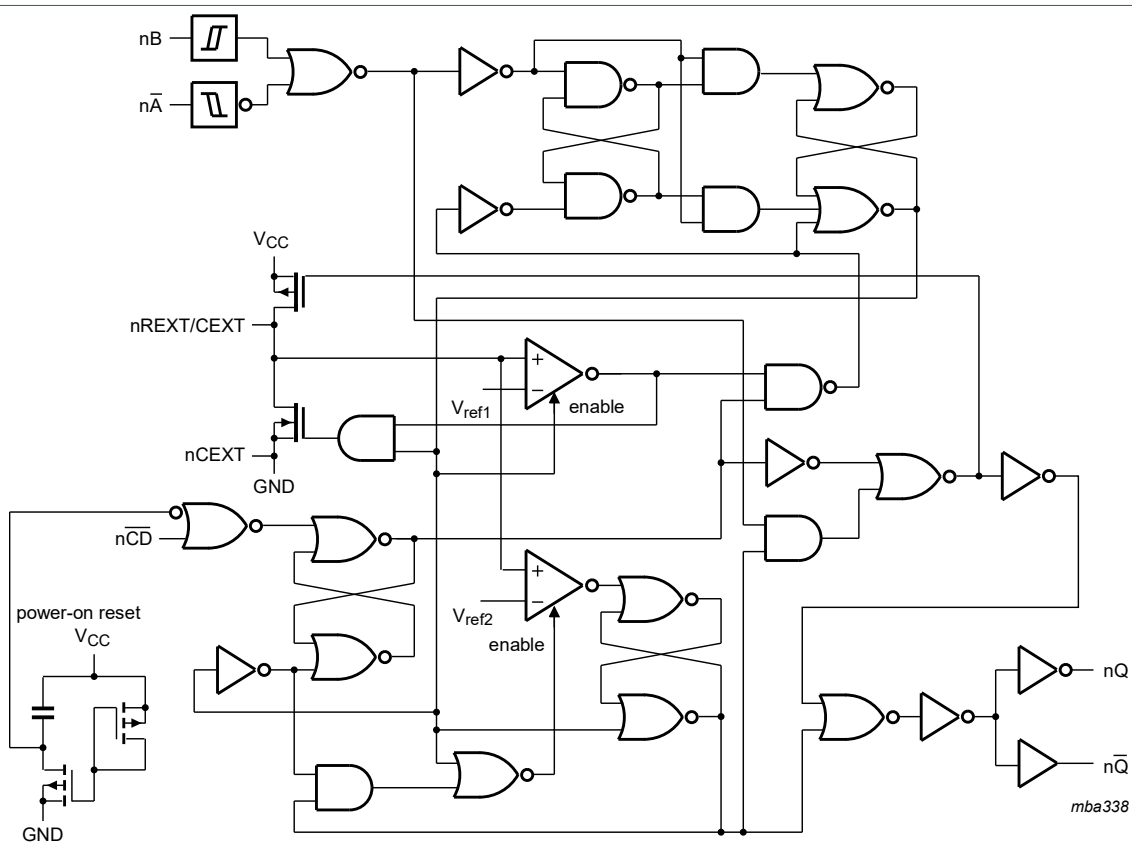 nB
nA̅
VCC
nREXT/CEXT
+
−
Vref1
enable
nCEXT
GND
nC̅D̅
+
−
Vref2
enable
power-on reset
VCC
GND
nQ
nQ̅
mba338